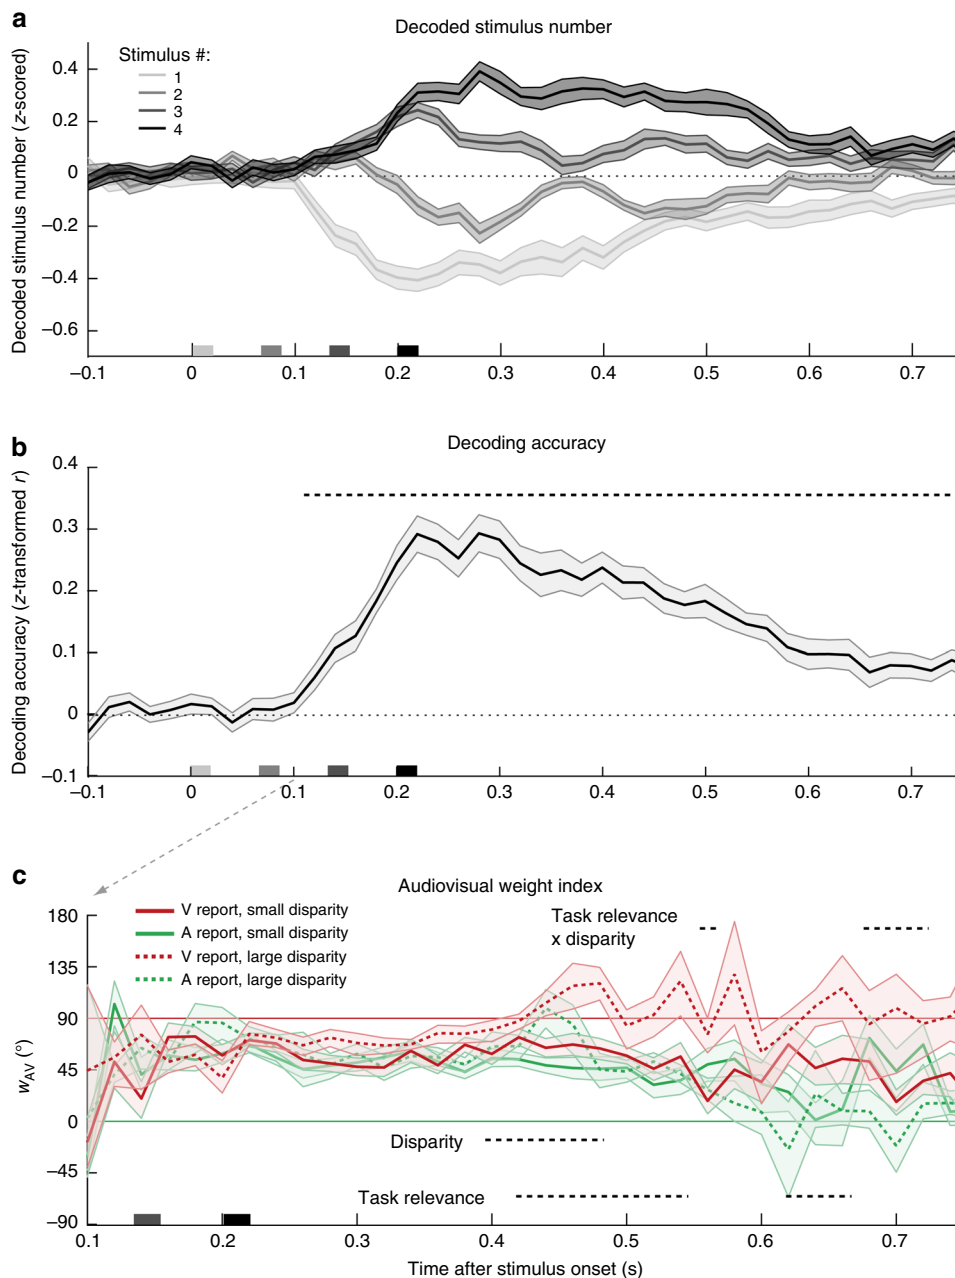 a
Decoded stimulus number
Decoded stimulus number (z-scored)
Stimulus #:
1
2
3
4
0.4
0.2
0
–0.2
–0.4
–0.6
–0.1 0 0.1 0.2 0.3 0.4 0.5 0.6 0.7
b
Decoding accuracy
Decoding accuracy (z-transformed r)
0.4
0.3
0.2
0.1
0
–0.1
–0.1 0 0.1 0.2 0.3 0.4 0.5 0.6 0.7
c
Audiovisual weight index
wAV (°)
V report, small disparity
A report, small disparity
V report, large disparity
A report, large disparity
Task relevance
x disparity
180
135
90
45
0
–45
–90
Disparity
Task relevance
0.1 0.2 0.3 0.4 0.5 0.6 0.7
Time after stimulus onset (s)